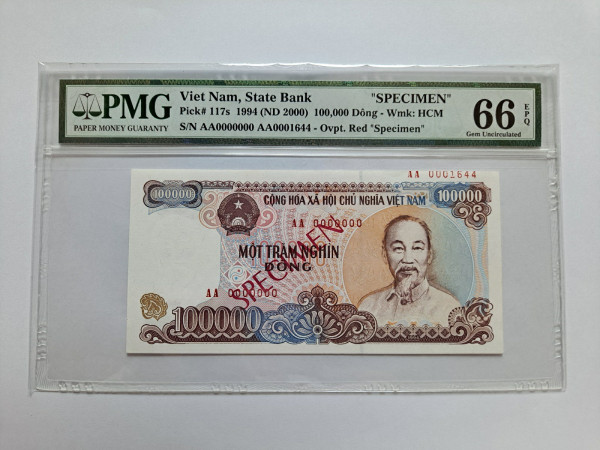 PMG
PAPER MONEY GUARANTY
Viet Nam, State Bank "SPECIMEN"
Pick# 117s 1994 (ND 2000) 100,000 Dông - Wmk: HCM
S/N AA0000000 AA0001644 - Ovpt. Red "Specimen"
66 EPQ
Gem Uncirculated
AA 0001644
100000
CỘNG HÒA XÃ HỘI CHỦ NGHĨA VIỆT NAM
100000
AA 0000000
MỘT TRĂM NGHÌN
ĐỒNG
SPECIMEN
AA 0000000
100000